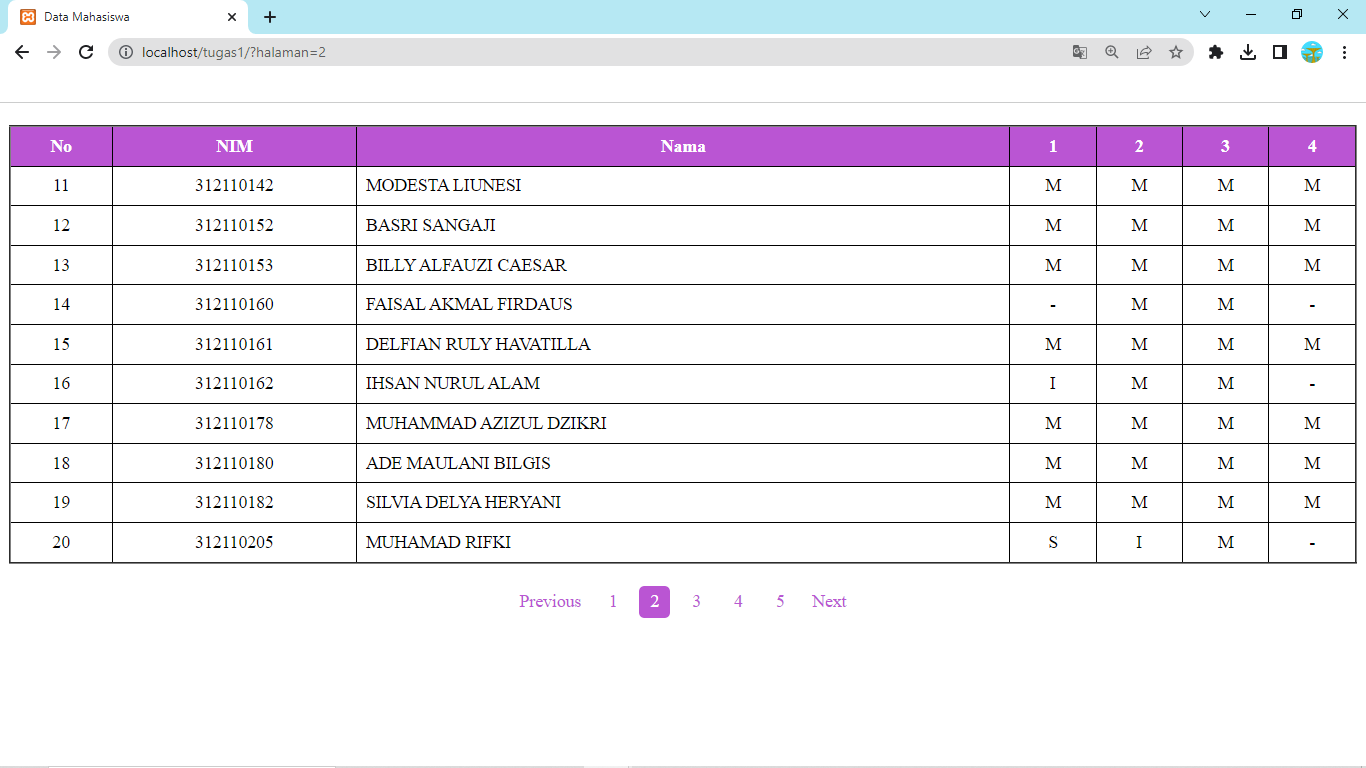 Data Mahasiswa
localhost/tugas1/?halaman=2
No NIM Nama 1 2 3 4
11 312110142 MODESTA LIUNESI M M M M
12 312110152 BASRI SANGAJI M M M M
13 312110153 BILLY ALFAUZI CAESAR M M M M
14 312110160 FAISAL AKMAL FIRDAUS - M M -
15 312110161 DELFIAN RULY HAVATILLA M M M M
16 312110162 IHSAN NURUL ALAM I M M -
17 312110178 MUHAMMAD AZIZUL DZIKRI M M M M
18 312110180 ADE MAULANI BILGIS M M M M
19 312110182 SILVIA DELYA HERYANI M M M M
20 312110205 MUHAMAD RIFKI S I M -
Previous 1 2 3 4 5 Next